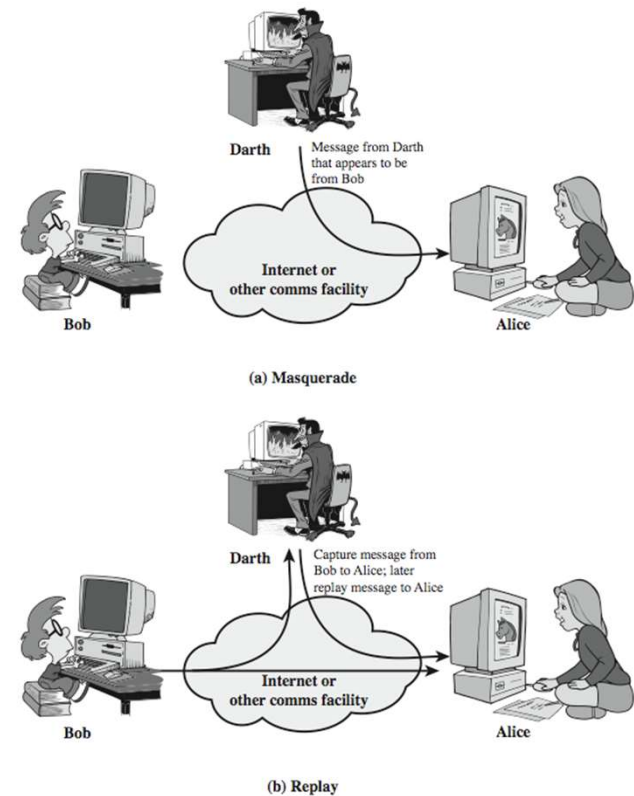 Darth
Message from Darth
that appears to be
from Bob
Internet or
other comms facility
Bob
Alice
(a) Masquerade
Darth
Capture message from
Bob to Alice; later
replay message to Alice
Internet or
other comms facility
Bob
Alice
(b) Replay